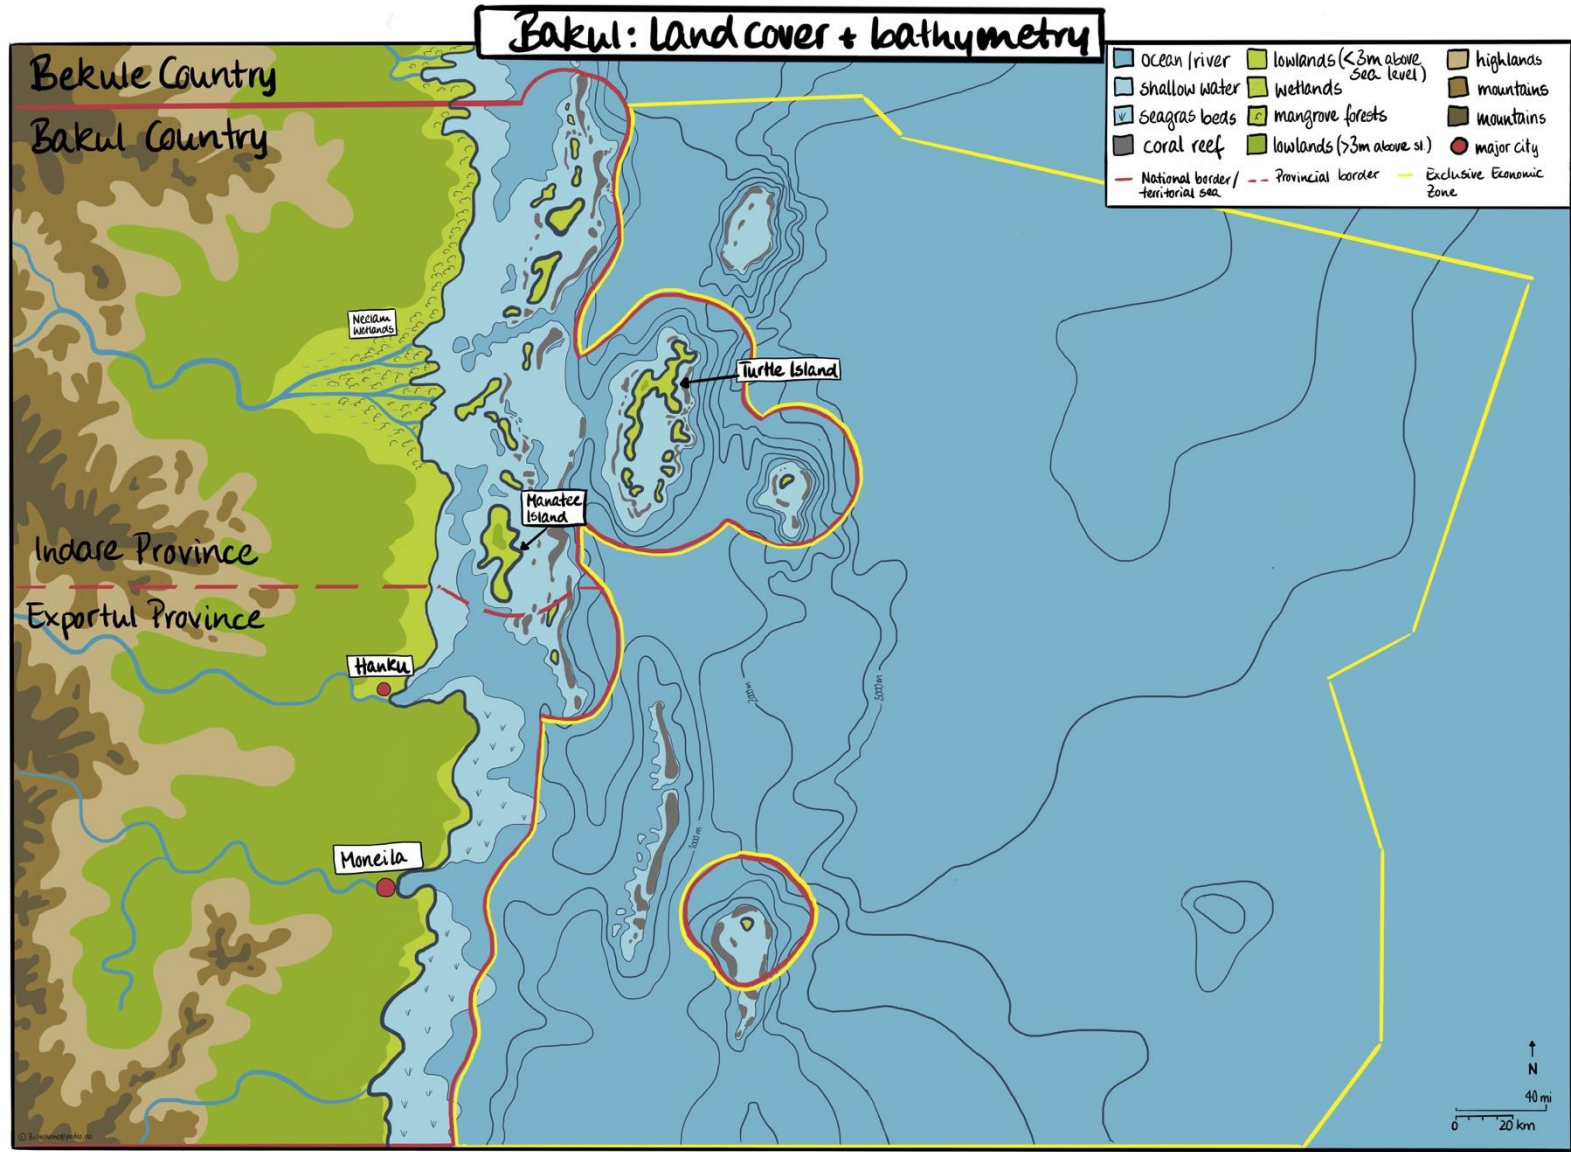 Bakul: land cover + bathymetry
Bekule Country
Bakul Country
ocean/river
shallow water
seagras beds
coral reef
lowlands (<3m above
sea level)
wetlands
mangrove forests
lowlands (>3m above sl.)
highlands
mountains
mountains
major city
National border/
territorial sea
Provincial border
Exclusive Economic
Zone
Neclam
Wetlands
Turtle Island
Manatee
Island
Indare Province
Exportul Province
Hanku
Moneila
2000m
3000m
1000m
N
40 mi
0 20 km